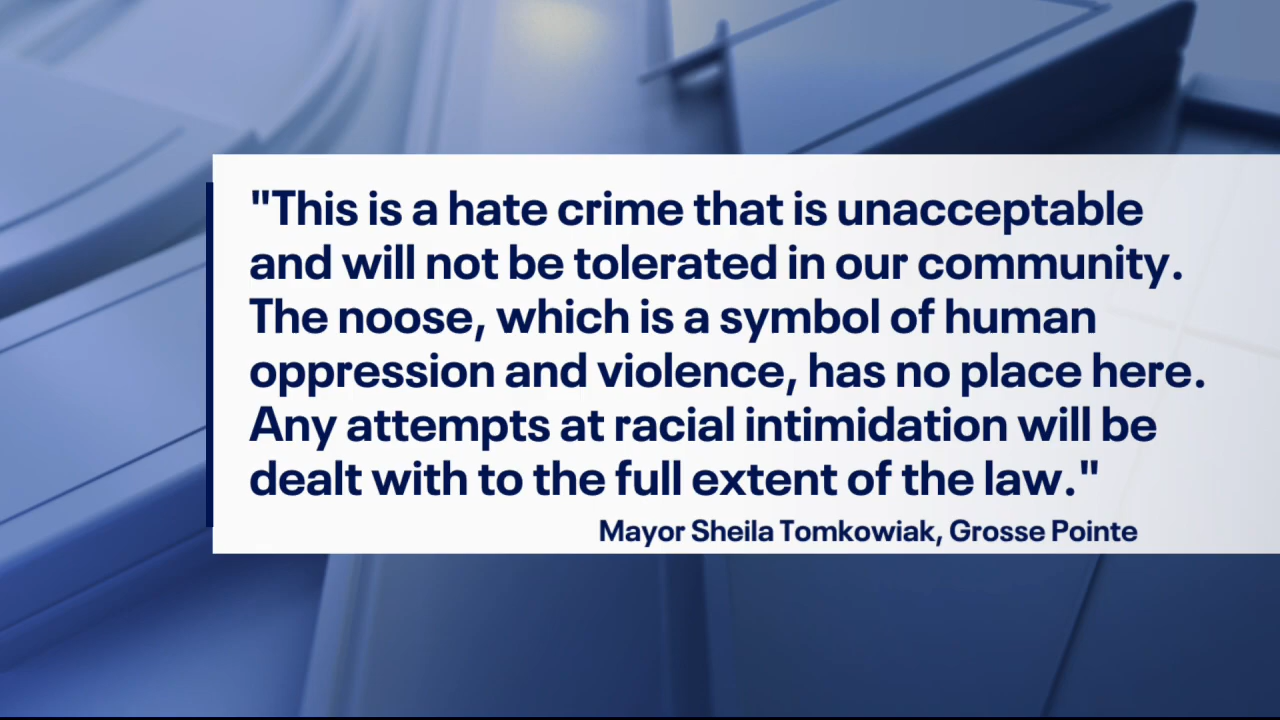 "This is a hate crime that is unacceptable
and will not be tolerated in our community.
The noose, which is a symbol of human
oppression and violence, has no place here.
Any attempts at racial intimidation will be
dealt with to the full extent of the law."
Mayor Sheila Tomkowiak, Grosse Pointe